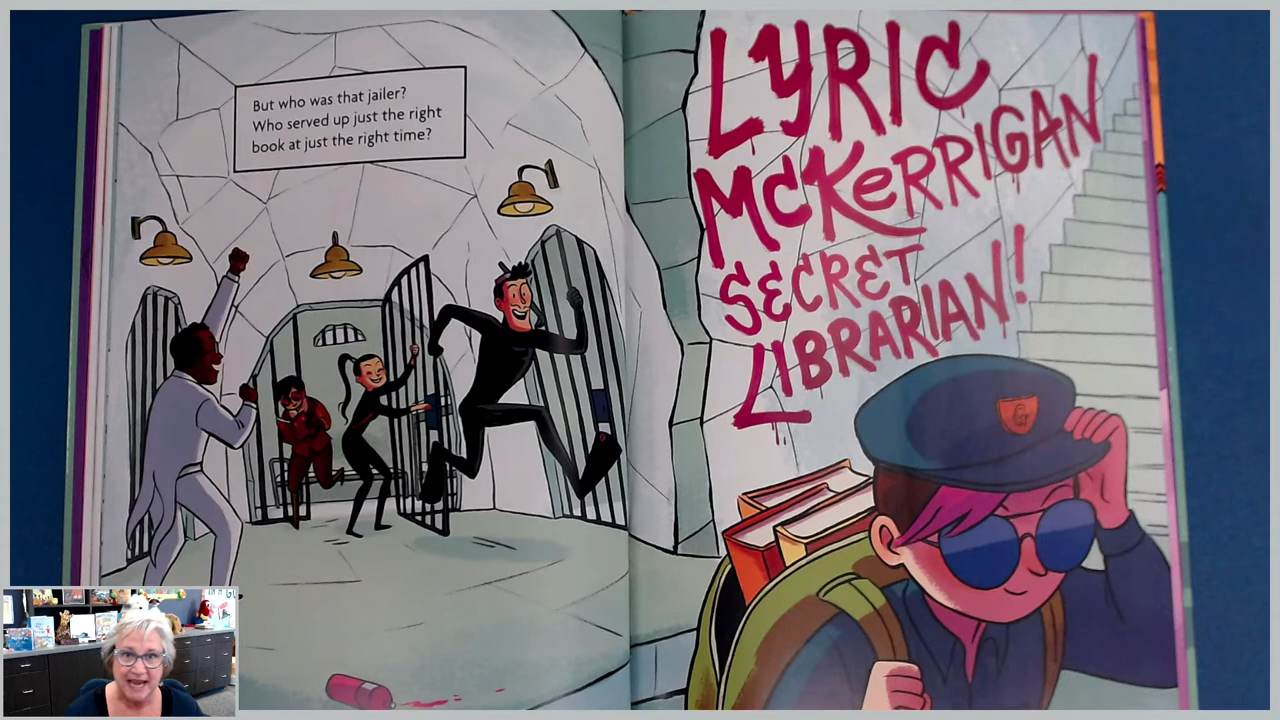 But who was that jailer?
Who served up just the right
book at just the right time?
LYRIC
McKeRRIGAN
SECRET
LIBRARIAN!
G